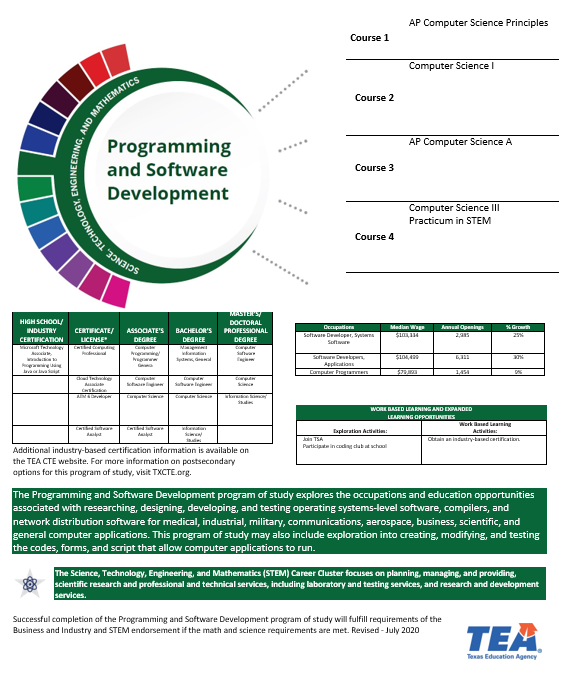 AP Computer Science Principles
Course 1
Computer Science I
Course 2
AP Computer Science A
Course 3
Computer Science III
Practicum in STEM
Course 4
SCIENCE, TECHNOLOGY, ENGINEERING, AND MATHEMATICS
Programming
and Software
Development
HIGH SCHOOL/
INDUSTRY
CERTIFICATION
CERTIFICATE/
LICENSE*
ASSOCIATE'S
DEGREE
BACHELOR'S
DEGREE
MASTER'S/
DOCTORAL
PROFESSIONAL
DEGREE
Microsoft Technology
Associate,
Introduction to
Programming Using
Java or Java Script
Certified Computing
Professional
Computer
Programming/
Programmer
General
Management
Information
Systems, General
Computer
Software
Engineer
Cloud Technology
Associate
Certification
Computer
Software Engineer
Computer
Software Engineer
Computer
Science
Developer
Computer Science
Computer Science
Information Science/
Studies
Certified Software
Analyst
Certified Software
Analyst
Information
Science/
Studies
Occupations Median Wage Annual Openings % Growth
Software Developer, Systems
Software
$103,334 2,985 25%
Software Developers,
Applications
$104,499 6,311 30%
Computer Programmers $79,893 1,454 9%
WORK BASED LEARNING AND EXPANDED
LEARNING OPPORTUNITIES
Exploration Activities:
Work Based Learning
Activities:
Join TSA
Participate in coding club at school
Obtain an industry-based certification.
Additional industry-based certification information is available on
the TEA CTE website. For more information on postsecondary
options for this program of study, visit TXCTE.org.
The Programming and Software Development program of study explores the occupations and education opportunities
associated with researching, designing, developing, and testing operating systems-level software, compilers, and
network distribution software for medical, industrial, military, communications, aerospace, business, scientific, and
general computer applications. This program of study may also include exploration into creating, modifying, and testing
the codes, forms, and script that allow computer applications to run.
The Science, Technology, Engineering, and Mathematics (STEM) Career Cluster focuses on planning, managing, and providing,
scientific research and professional and technical services, including laboratory and testing services, and research and development
services.
Successful completion of the Programming and Software Development program of study will fulfill requirements of the
Business and Industry and STEM endorsement if the math and science requirements are met. Revised - July 2020
TEA
Texas Education Agency